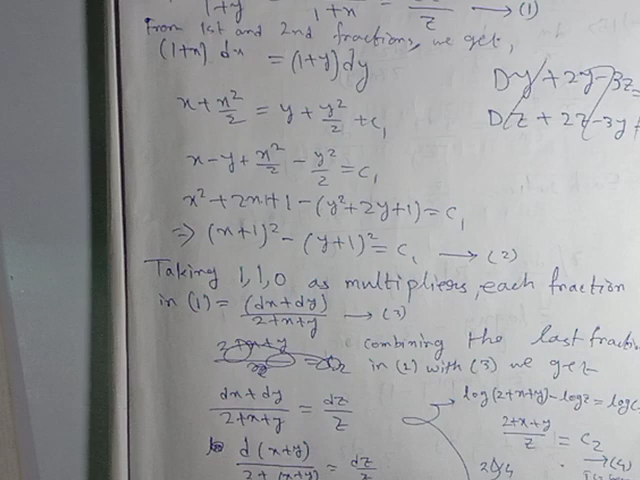 1+y 1+x = z ⟶ (1)
From 1st and 2nd fractions, we get,
(1+x) dx = (1+y) dy
x + x²/2 = y + y²/2 + c₁
x - y + x²/2 - y²/2 = c₁
x² + 2x + 1 - (y² + 2y + 1) = c₁
⇒ (x+1)² - (y+1)² = c₁ ⟶ (2)
Taking 1, 1, 0 as multipliers, each fraction
in (1) = (dx+dy)/(2+x+y) ⟶ (3)
combining the last
in (2) with (3) we get
(dx+dy)/(2+x+y) = dz/z
d(x+y)/(2+(x+y)) = dz/z
log(2+x+y) - log z = log c
(2+x+y)/z = c₂
⟶ (4)
Dy + 2y - 3z =
Dz + 2z - 3y +